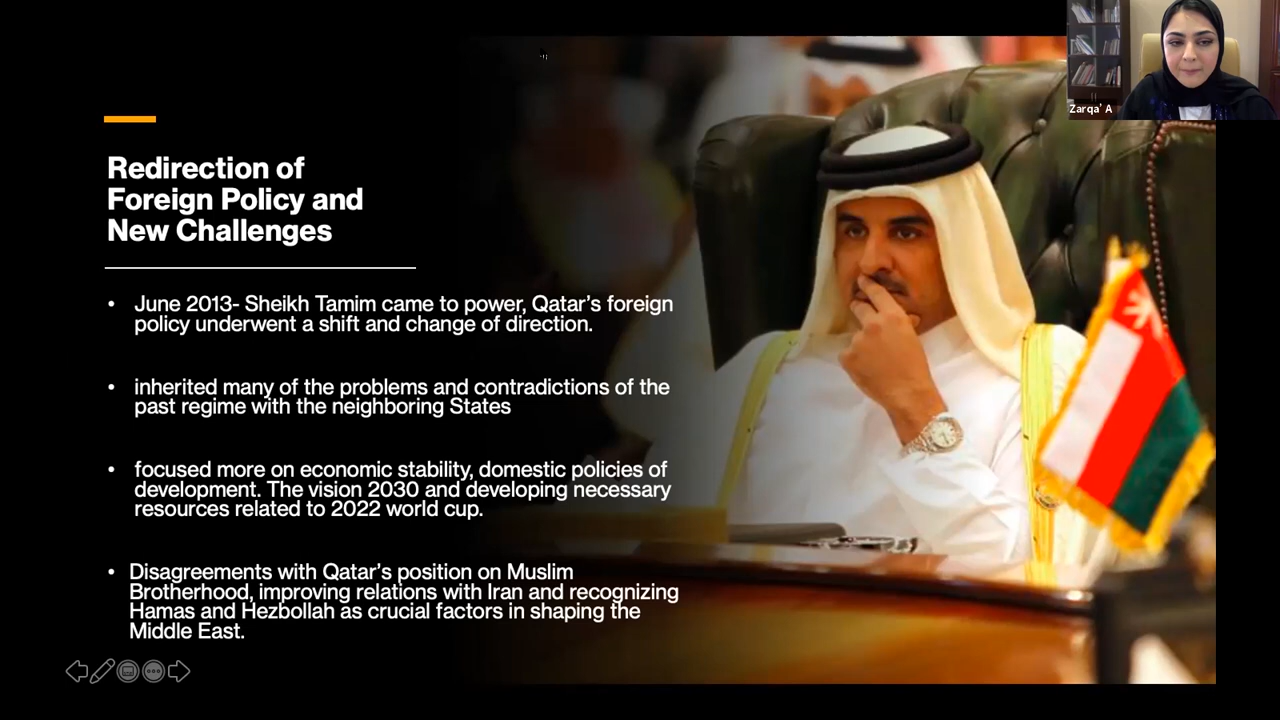 Zarqa' A
Redirection of
Foreign Policy and
New Challenges
• June 2013- Sheikh Tamim came to power, Qatar’s foreign
policy underwent a shift and change of direction.
• inherited many of the problems and contradictions of the
past regime with the neighboring States
• focused more on economic stability, domestic policies of
development. The vision 2030 and developing necessary
resources related to 2022 world cup.
• Disagreements with Qatar’s position on Muslim
Brotherhood, improving relations with Iran and recognizing
Hamas and Hezbollah as crucial factors in shaping the
Middle East.